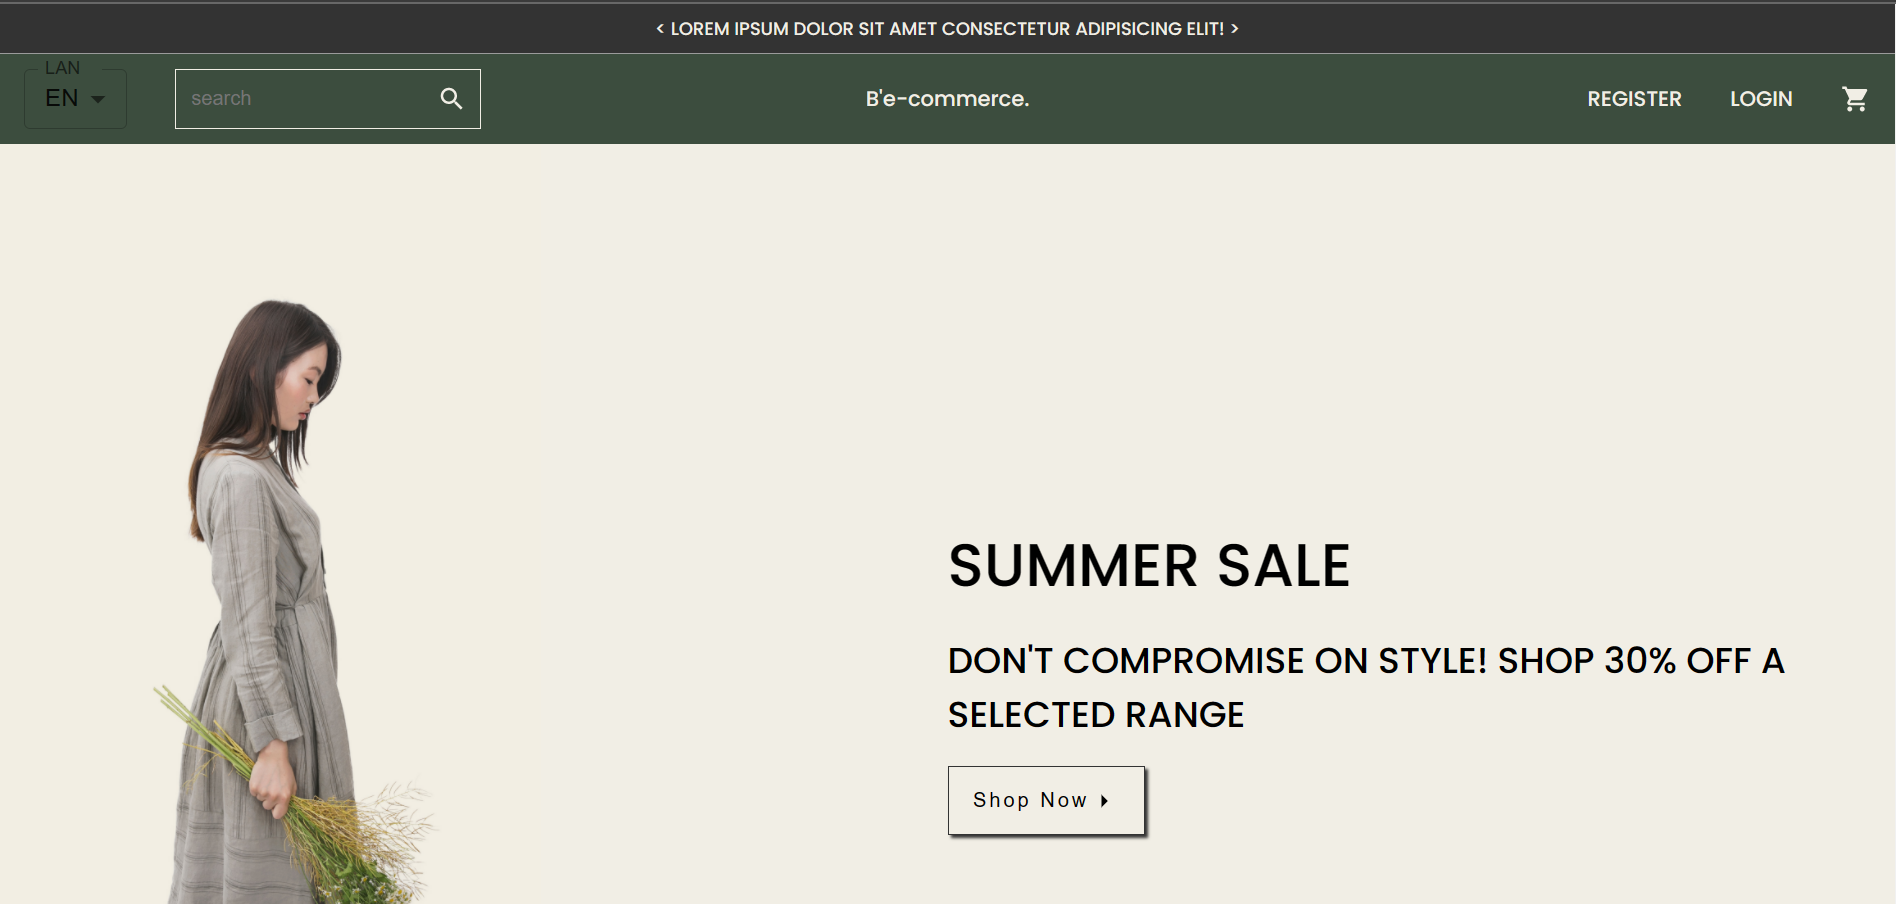 < LOREM IPSUM DOLOR SIT AMET CONSECTETUR ADIPISICING ELIT! >
LAN
EN
search
B'e-commerce.
REGISTER
LOGIN
SUMMER SALE
DON'T COMPROMISE ON STYLE! SHOP 30% OFF A
SELECTED RANGE
Shop Now